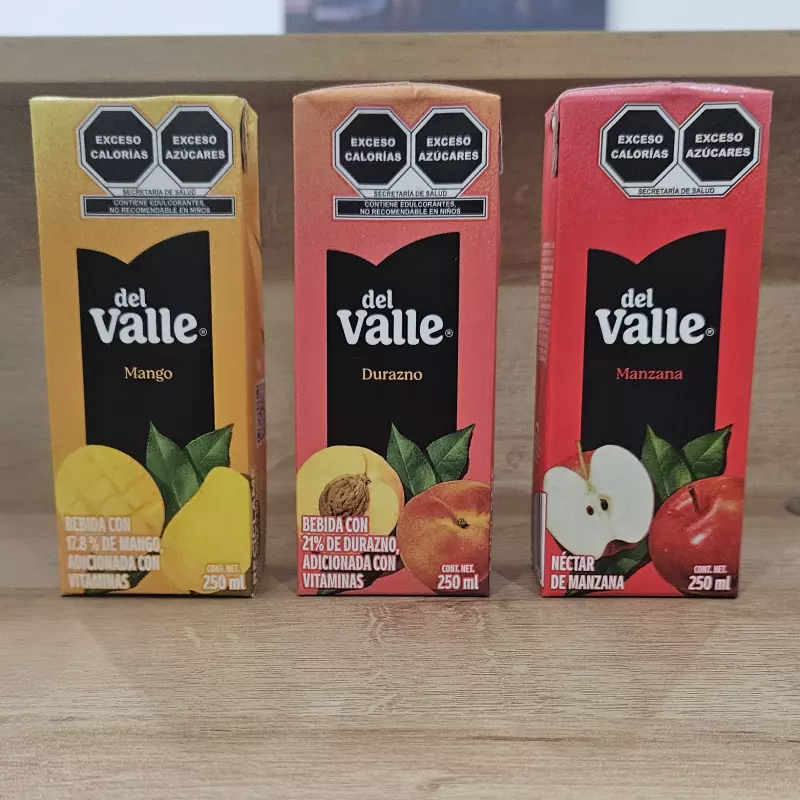 EXCESO
CALORÍAS
EXCESO
AZÚCARES
SECRETARÍA DE SALUD
CONTIENE EDULCORANTES,
NO RECOMENDABLE EN NIÑOS
del
Valle®
Mango
BEBIDA CON
17.8 % DE MANGO,
ADICIONADA CON
VITAMINAS
CONT. NET.
250 ml
EXCESO
CALORÍAS
EXCESO
AZÚCARES
SECRETARÍA DE SALUD
CONTIENE EDULCORANTES,
NO RECOMENDABLE EN NIÑOS
del
Valle®
Durazno
BEBIDA CON
21% DE DURAZNO,
ADICIONADA CON
VITAMINAS
CONT. NET.
250 ml
EXCESO
CALORÍAS
EXCESO
AZÚCARES
SECRETARÍA DE SALUD
del
Valle®
Manzana
NÉCTAR
DE MANZANA
CONT. NET.
250 ml